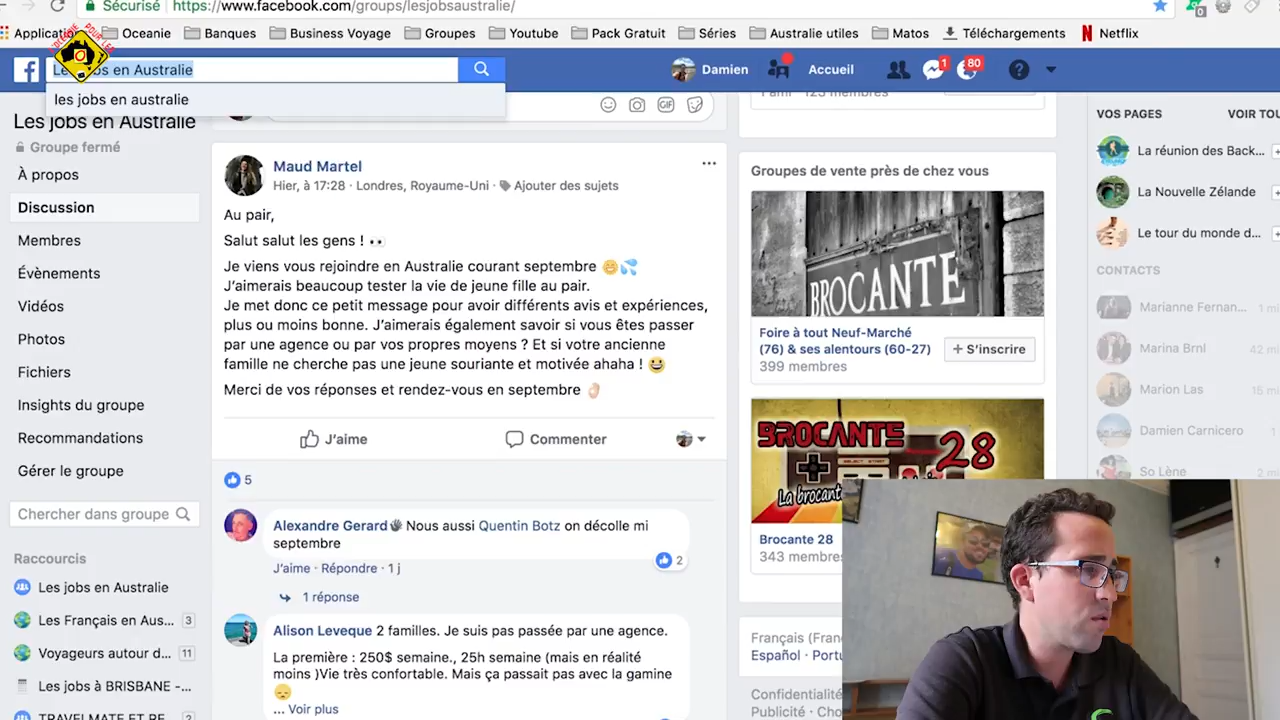 Sécurisé https://www.facebook.com/groups/lesjobsaustralie/
0
Oceanie Banques Business Voyage Groupes Youtube Pack Gratuit Séries Australie utiles Matos Téléchargements Netflix
jobs en Australie
Damien Accueil 1 80 ?
les jobs en australie
Les jobs en Australie
Groupe fermé
À propos
Discussion
Membres
Évènements
Vidéos
Photos
Fichiers
Insights du groupe
Recommandations
Gérer le groupe
Chercher dans groupe
Raccourcis
Les jobs en Australie
Les Français en Aus... 3
Voyageurs autour d... 11
Les jobs à BRISBANE -...
TRAVELMATE ET RE
GIF
Maud Martel
Hier, à 17:28 · Londres, Royaume-Uni · Ajouter des sujets
Au pair,
Salut salut les gens !
Je viens vous rejoindre en Australie courant septembre
J'aimerais beaucoup tester la vie de jeune fille au pair.
Je met donc ce petit message pour avoir différents avis et expériences,
plus ou moins bonne. J'aimerais également savoir si vous êtes passer
par une agence ou par vos propres moyens ? Et si votre ancienne
famille ne cherche pas une jeune souriante et motivée ahaha !
Merci de vos réponses et rendez-vous en septembre
J'aime Commenter
5
Alexandre Gerard Nous aussi Quentin Botz on décolle mi
septembre
2
J'aime · Répondre · 1 j
1 réponse
Alison Leveque 2 familles. Je suis pas passée par une agence.
La première : 250$ semaine., 25h semaine (mais en réalité
moins )Vie très confortable. Mais ça passait pas avec la gamine
... Voir plus
Groupes de vente près de chez vous
BROCANTE
Foire à tout Neuf-Marché
(76) & ses alentours (60-27)
+ S'inscrire
399 membres
BROCANTE 28
La brocante
Brocante 28
343 membres
Español
Confidentialité
Publicité
VOS PAGES
La réunion des Back...
La Nouvelle Zélande
Le tour du monde d...
CONTACTS
Marianne Fernan...
Marina Brnl 42
Marion Las 15
Damien Carnicero
So Lène